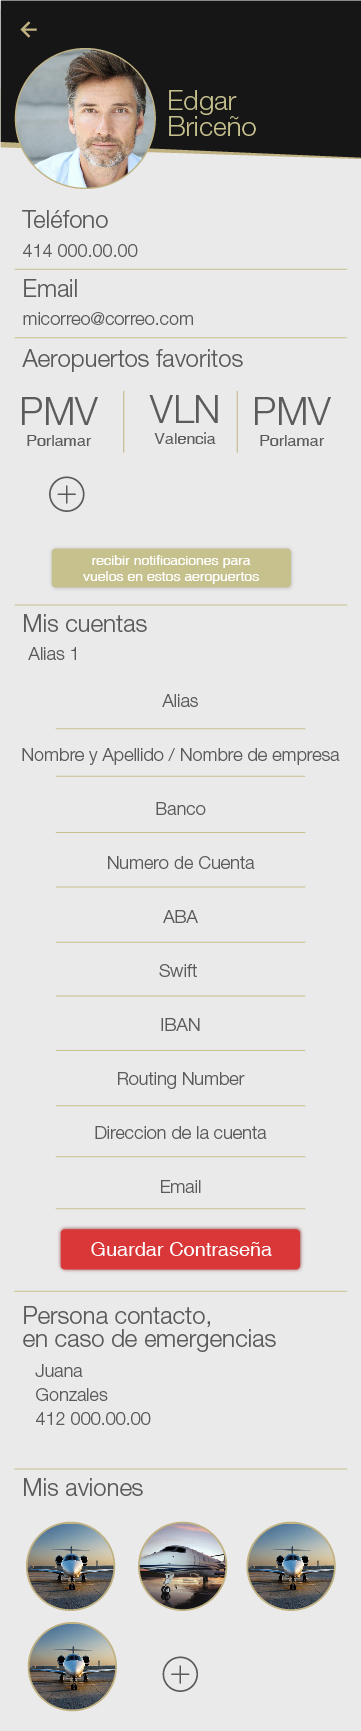 Edgar
Briceño
Teléfono
414 000.00.00
Email
micorreo@correo.com
Aeropuertos favoritos
PMV VLN PMV
Porlamar Valencia Porlamar
recibir notificaciones para
vuelos en estos aeropuertos
Mis cuentas
Alias 1
Alias
Nombre y Apellido / Nombre de empresa
Banco
Numero de Cuenta
ABA
Swift
IBAN
Routing Number
Direccion de la cuenta
Email
Guardar Contraseña
Persona contacto,
en caso de emergencias
Juana
Gonzales
412 000.00.00
Mis aviones